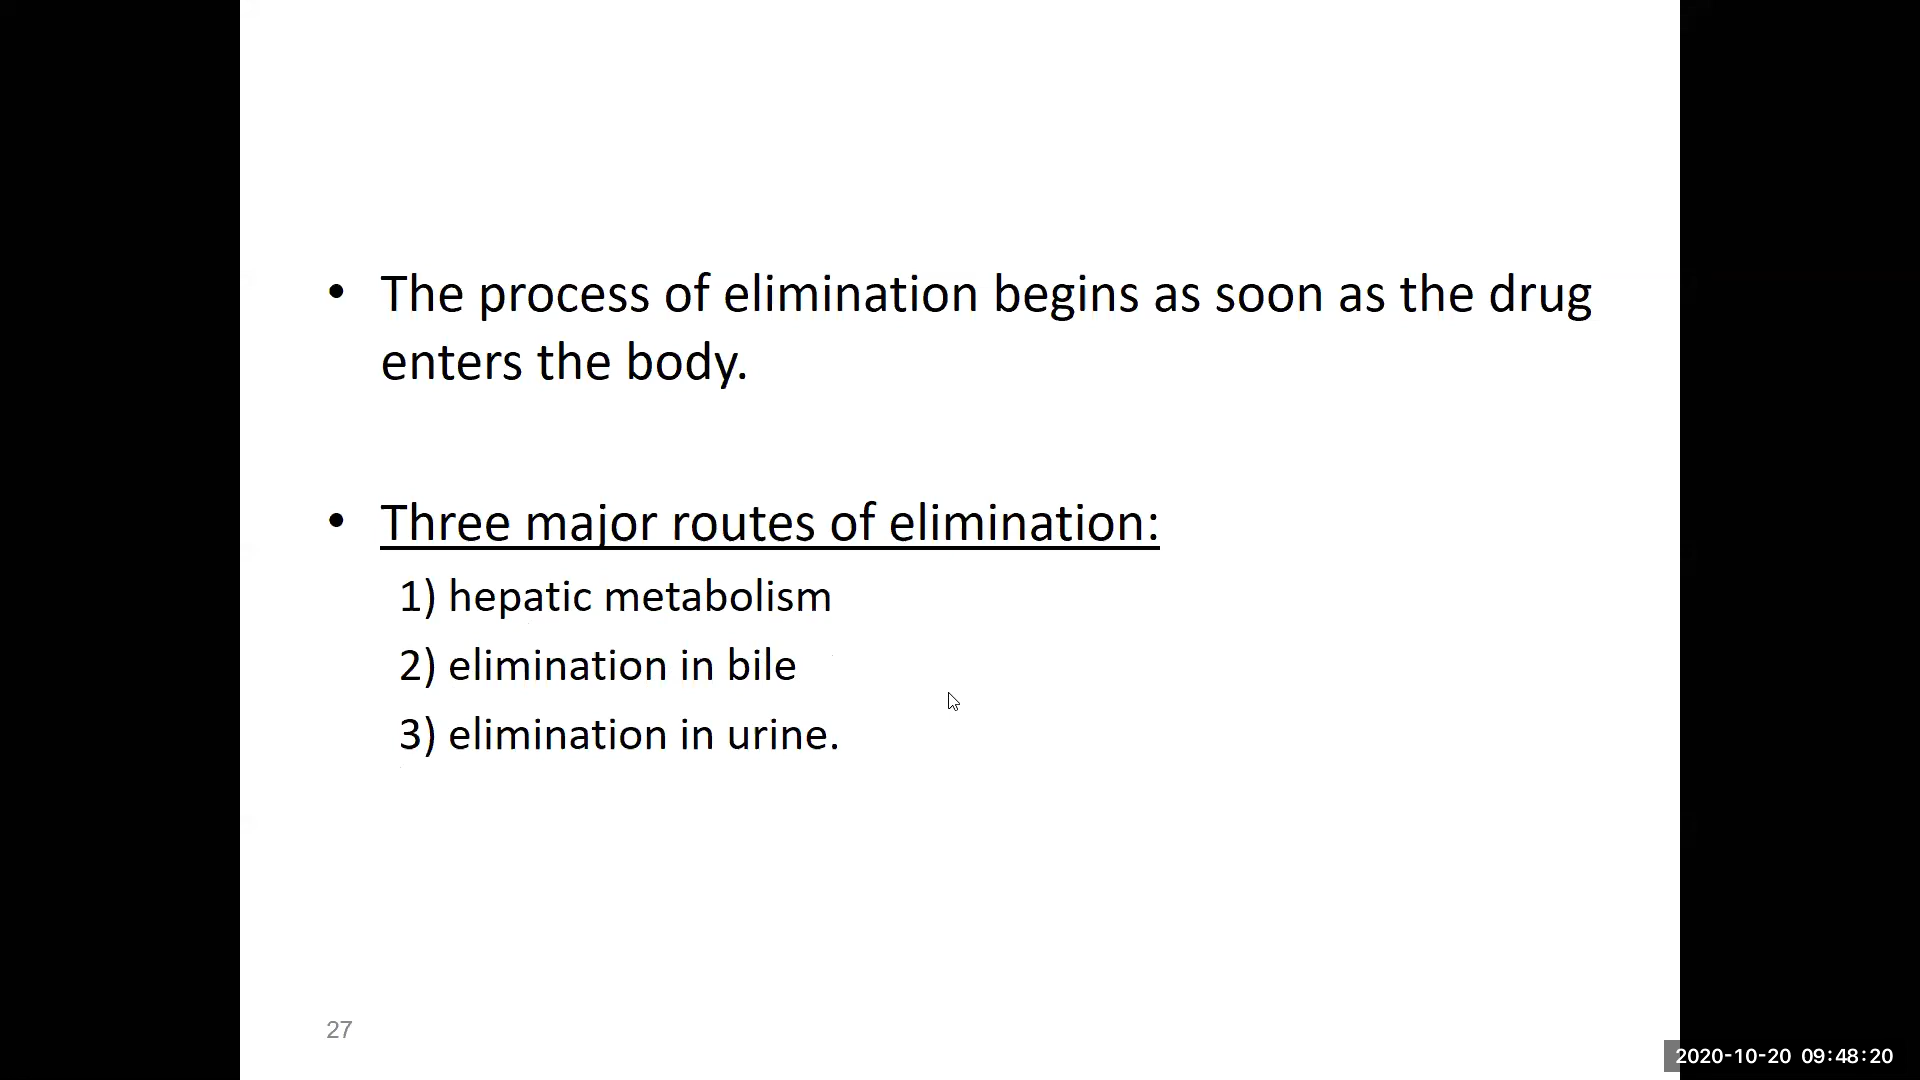 • The process of elimination begins as soon as the drug
enters the body.
• Three major routes of elimination:
1) hepatic metabolism
2) elimination in bile
3) elimination in urine.
27
2020-10-20 09:48:20